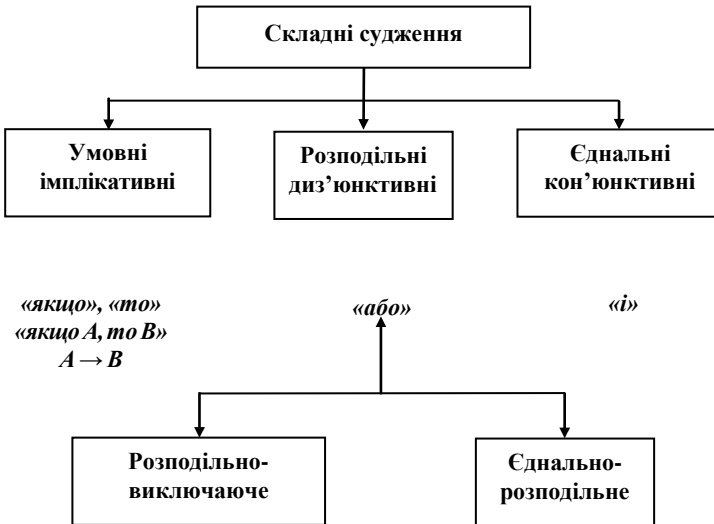 Складні судження
Умовні
імплікативні
Розподільні
диз’юнктивні
Єднальні
кон’юнктивні
«якщо», «то»
«якщо А, то В»
А → В
«або»
«і»
Розподільно-
виключаюче
Єднально-
розподільне